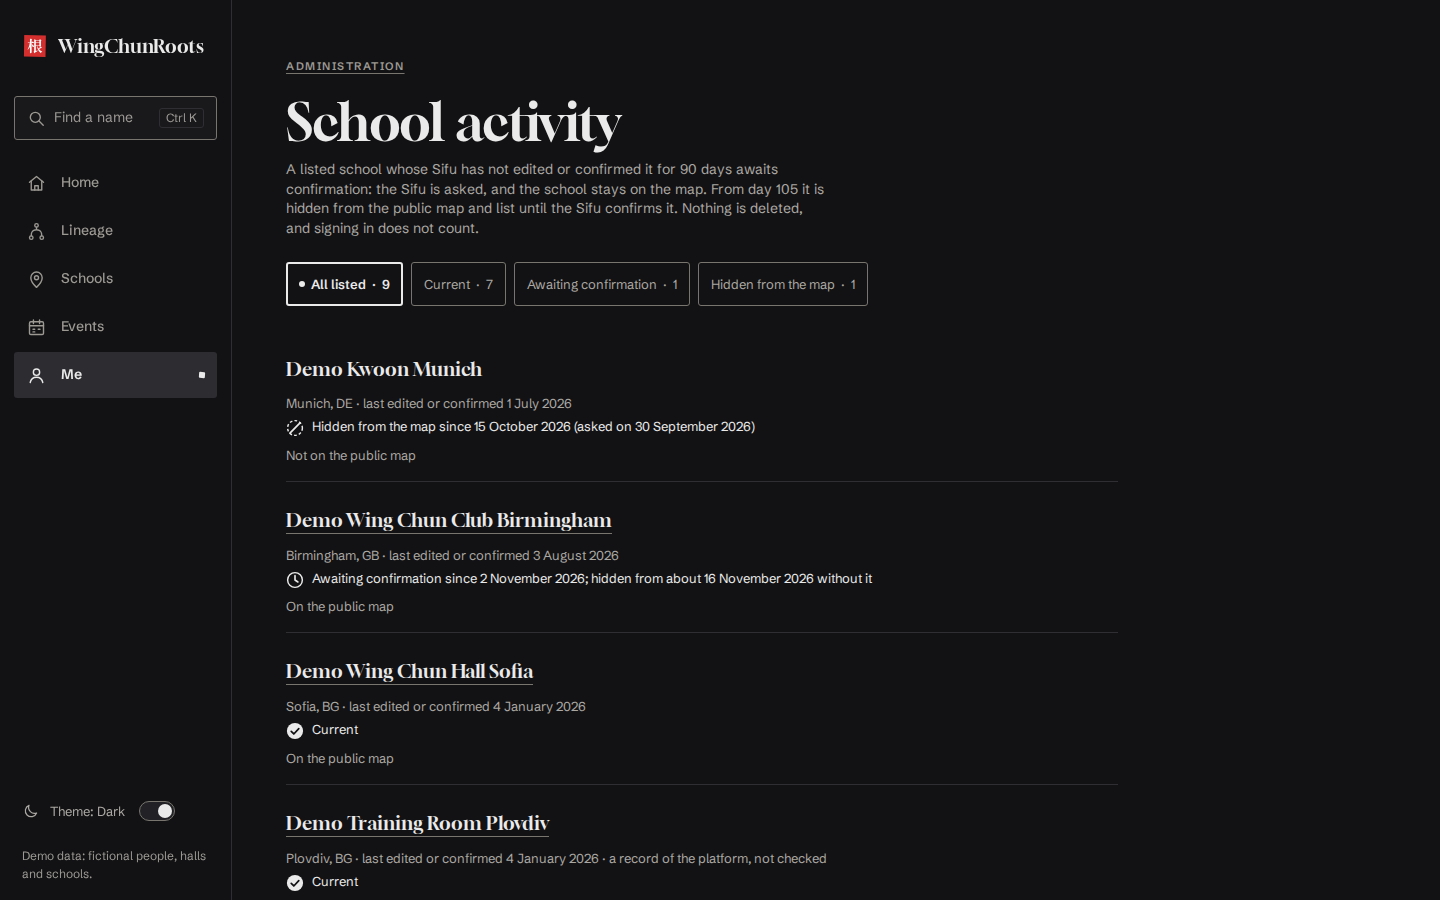 根 WingChunRoots
Find a name Ctrl K
Home
Lineage
Schools
Events
Me
Theme: Dark
Demo data: fictional people, halls
and schools.
ADMINISTRATION
School activity
A listed school whose Sifu has not edited or confirmed it for 90 days awaits
confirmation: the Sifu is asked, and the school stays on the map. From day 105 it is
hidden from the public map and list until the Sifu confirms it. Nothing is deleted,
and signing in does not count.
All listed · 9 Current · 7 Awaiting confirmation · 1 Hidden from the map · 1
Demo Kwoon Munich
Munich, DE · last edited or confirmed 1 July 2026
Hidden from the map since 15 October 2026 (asked on 30 September 2026)
Not on the public map
Demo Wing Chun Club Birmingham
Birmingham, GB · last edited or confirmed 3 August 2026
Awaiting confirmation since 2 November 2026; hidden from about 16 November 2026 without it
On the public map
Demo Wing Chun Hall Sofia
Sofia, BG · last edited or confirmed 4 January 2026
Current
On the public map
Demo Training Room Plovdiv
Plovdiv, BG · last edited or confirmed 4 January 2026 · a record of the platform, not checked
Current